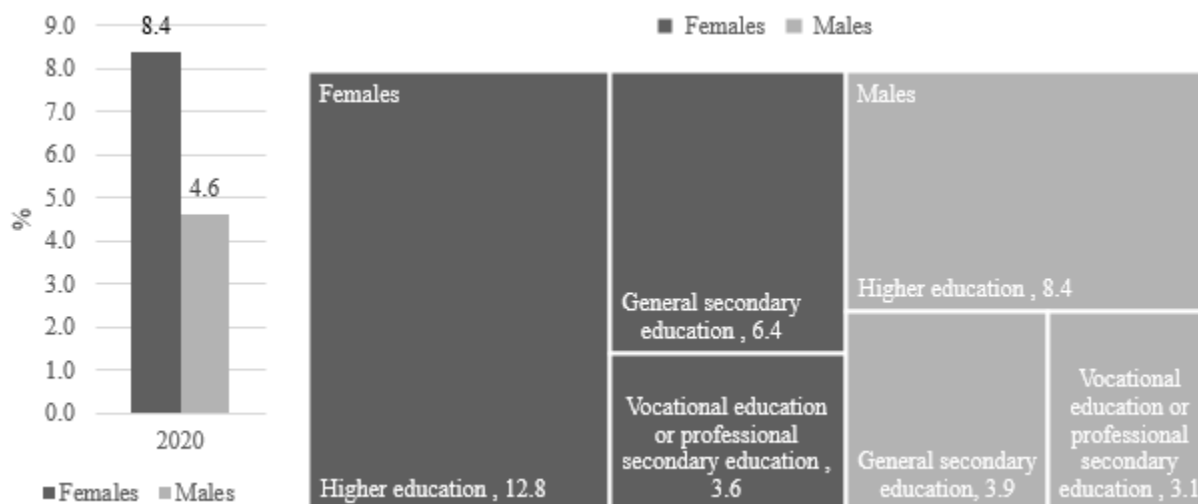 9.0
8.0
7.0
6.0
5.0
4.0
3.0
2.0
1.0
0.0
%
8.4
4.6
2020
Females Males
Females Males
Females
Higher education , 12.8
General secondary
education , 6.4
Vocational education
or professional
secondary education ,
3.6
Males
Higher education , 8.4
General secondary
education, 3.9
Vocational
education or
professional
secondary
education , 3.1